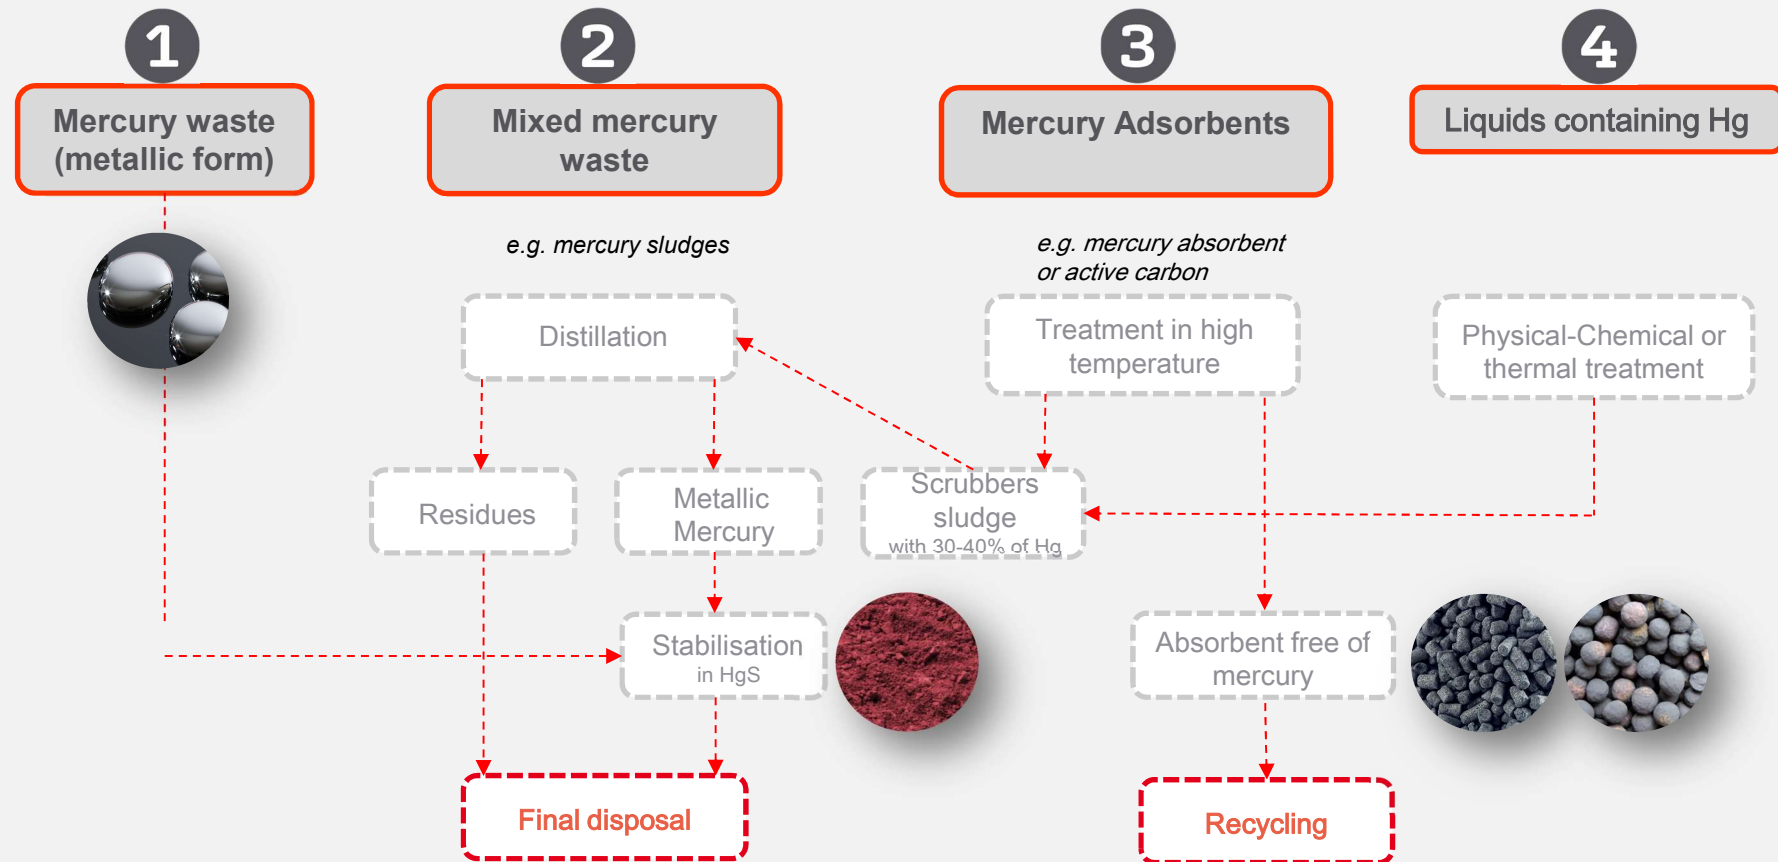 1
Mercury waste
(metallic form)
2
Mixed mercury
waste
3
Mercury Adsorbents
4
Liquids containing Hg
e.g. mercury sludges
e.g. mercury absorbent
or active carbon
Distillation
Treatment in high
temperature
Physical-Chemical or
thermal treatment
Residues
Metallic
Mercury
Scrubbers
sludge
with 30-40% of Hg
Stabilisation
in HgS
Absorbent free of
mercury
Final disposal
Recycling